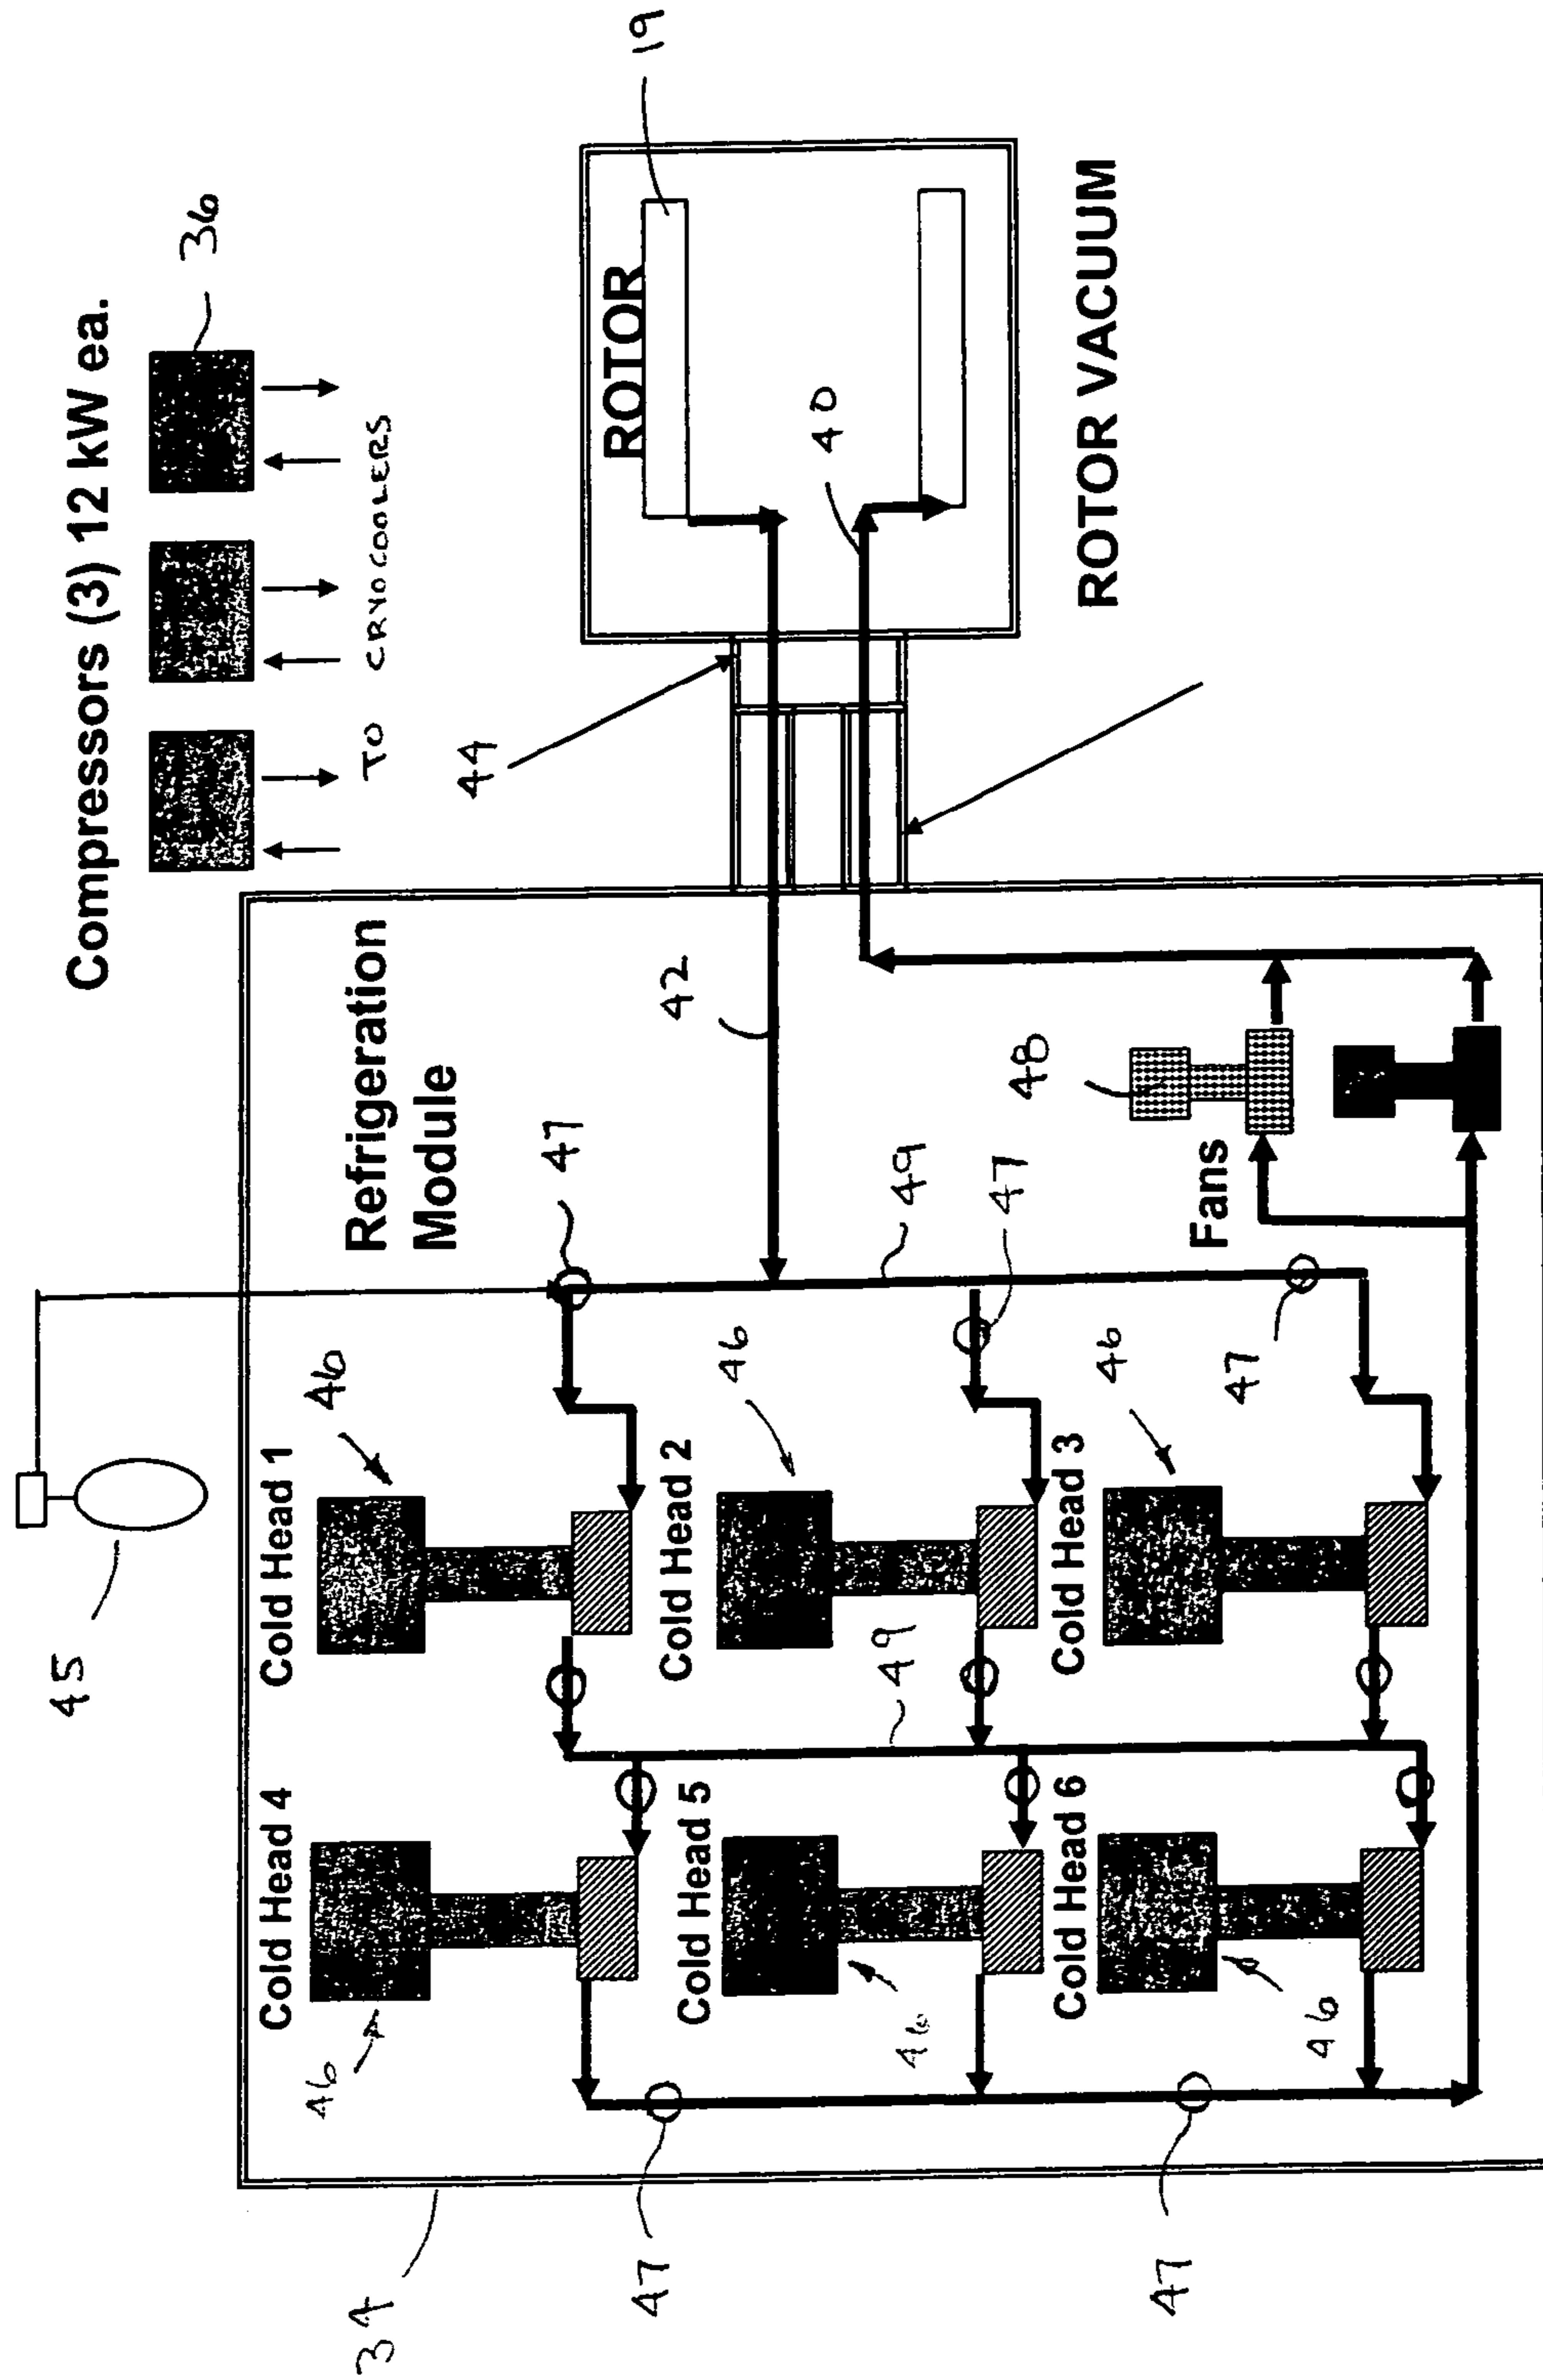 45
Compressors (3) 12 kW ea.
36
Cold Head 4
Cold Head 1
46
46
34
Refrigeration
Module
TO CRYOCOOLERS
44
47
ROTOR
19
47
42
Cold Head 5
Cold Head 2
46
40
46
49
49
47
48
Cold Head 6
Cold Head 3
ROTOR VACUUM
46
47
Fans
47
46